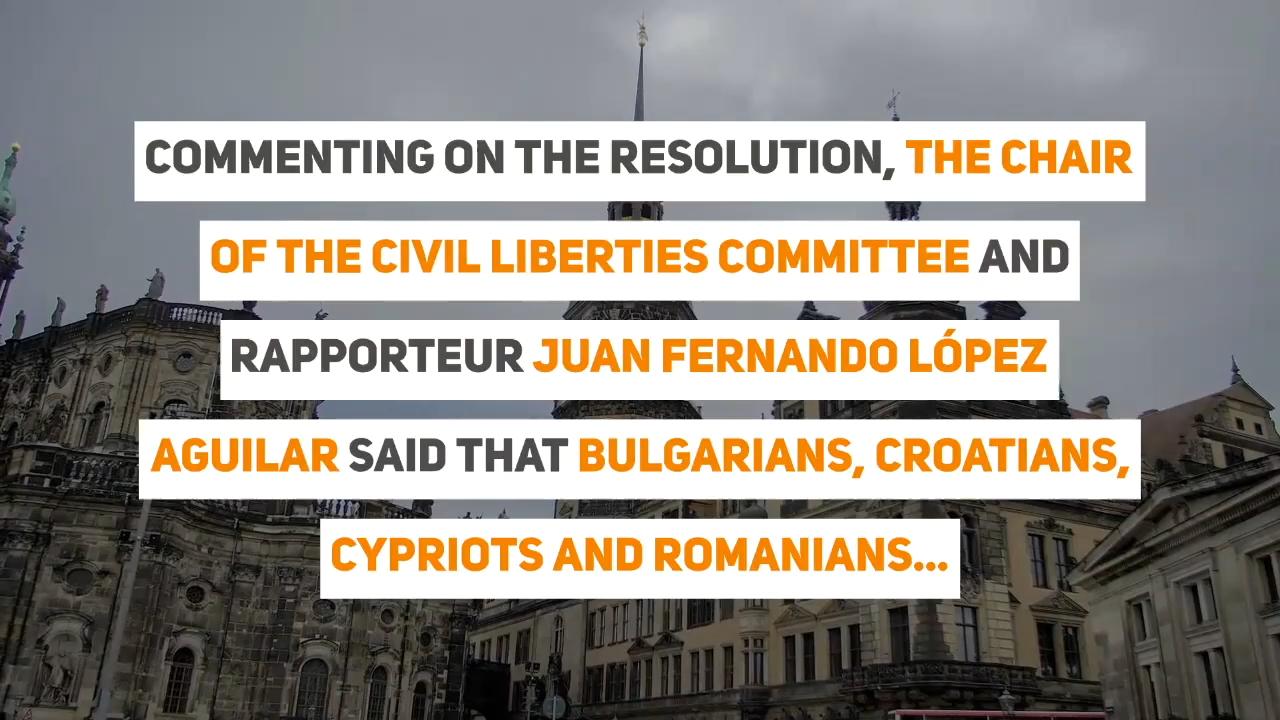 COMMENTING ON THE RESOLUTION, THE CHAIR
OF THE CIVIL LIBERTIES COMMITTEE AND
RAPPORTEUR JUAN FERNANDO LÓPEZ
AGUILAR SAID THAT BULGARIANS, CROATIANS,
CYPRIOTS AND ROMANIANS...